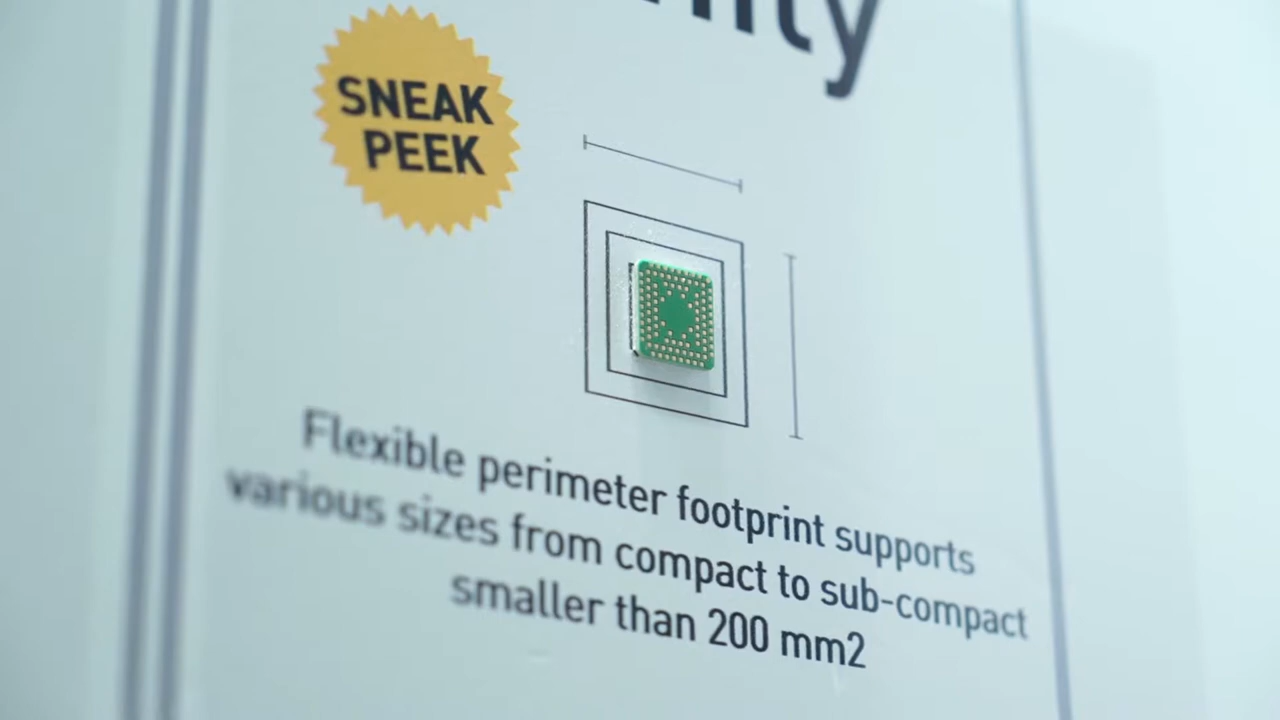 SNEAK
PEEK
Flexible perimeter footprint supports
various sizes from compact to sub-compact
smaller than 200 mm2